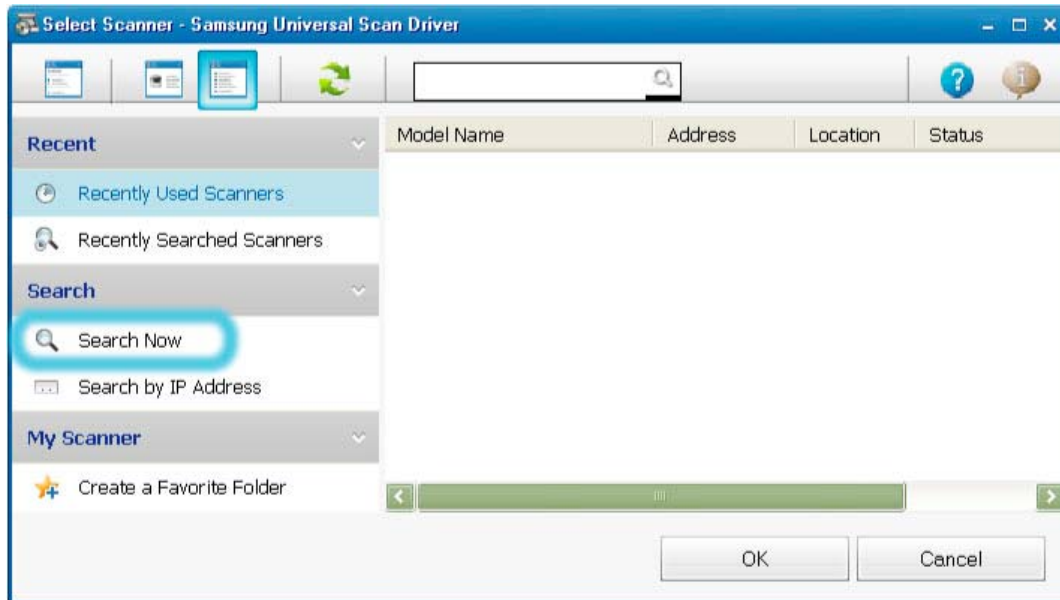 Select Scanner - Samsung Universal Scan Driver
Recent
Model Name Address Location Status
Recently Used Scanners
Recently Searched Scanners
Search
Search Now
Search by IP Address
My Scanner
Create a Favorite Folder
OK Cancel